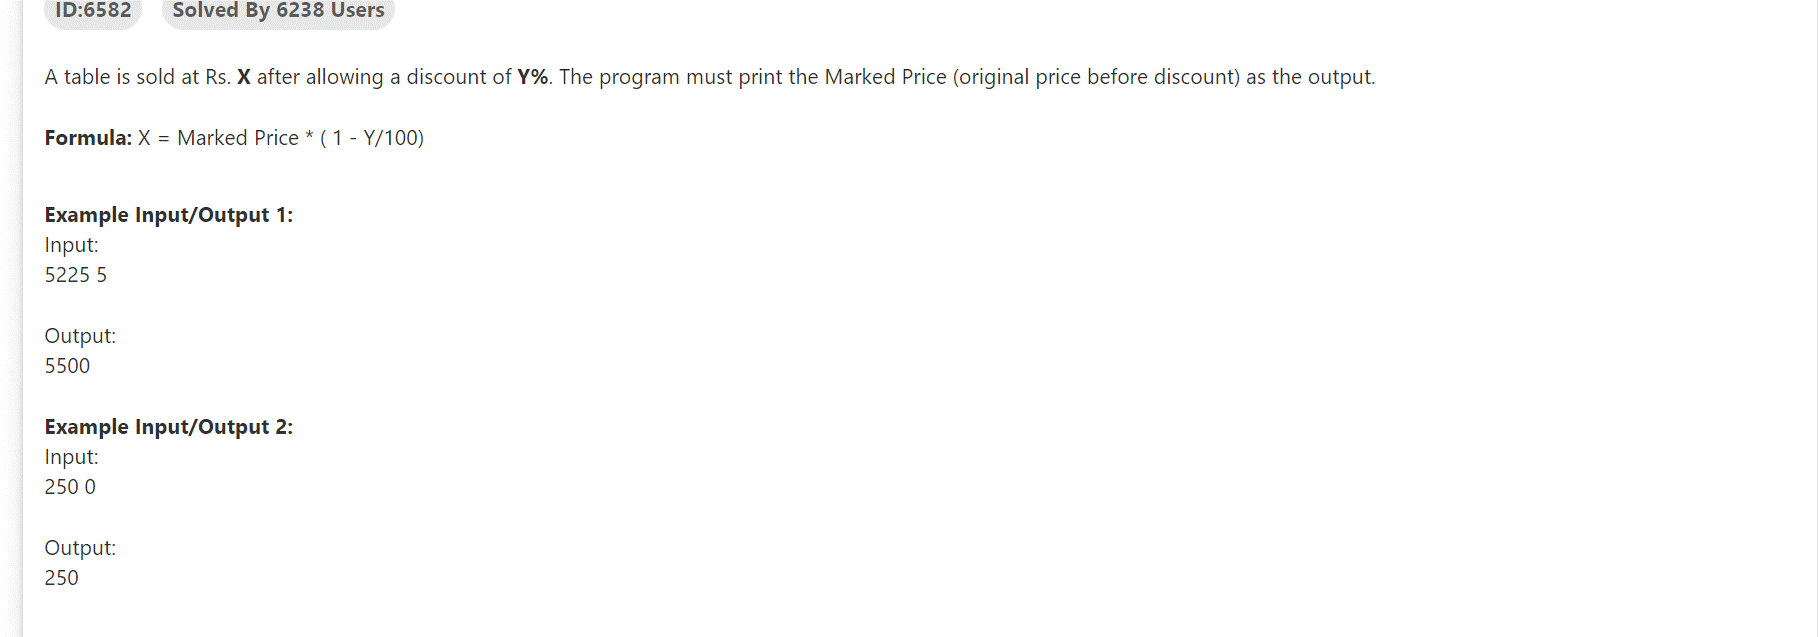 ID:6582 Solved By 6238 Users
A table is sold at Rs. X after allowing a discount of Y%. The program must print the Marked Price (original price before discount) as the output.
Formula: X = Marked Price * ( 1 - Y/100)
Example Input/Output 1:
Input:
5225 5
Output:
5500
Example Input/Output 2:
Input:
250 0
Output:
250